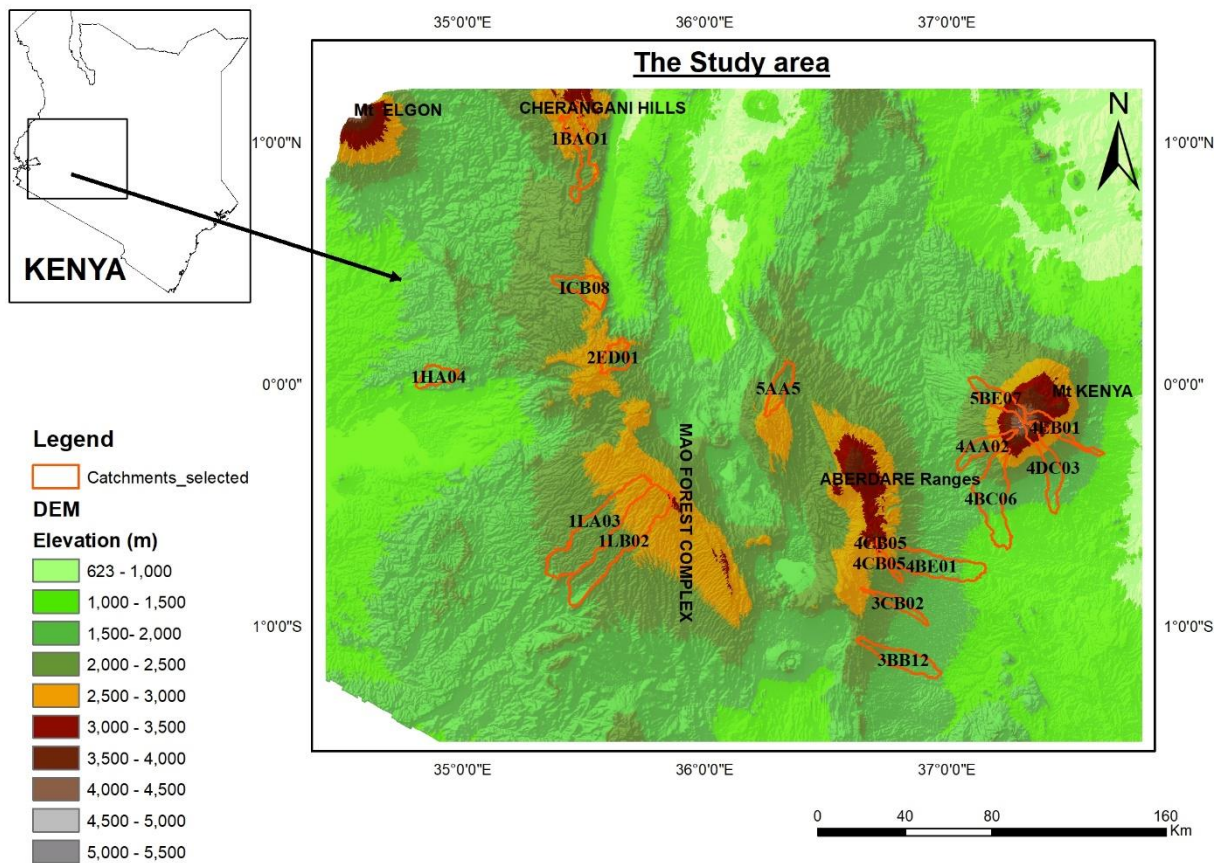 35°0'0"E 36°0'0"E 37°0'0"E
The Study area
KENYA
N
1°0'0"N 1°0'0"N
0°0'0" 0°0'0"
1°0'0"S 1°0'0"S
Mt ELGON
CHERANGANI HILLS
1BAO1
ICB08
2ED01
1HA04
5AA5
5BE07
Mt KENYA
4EB01
4AA02
4DC03
4BC06
MAO FOREST COMPLEX
ABERDARE Ranges
1LA03
1LB02
4CB05
4CB05
4BE01
3CB02
3BB12
35°0'0"E 36°0'0"E 37°0'0"E
Legend
Catchments_selected
DEM
Elevation (m)
623 - 1,000
1,000 - 1,500
1,500- 2,000
2,000 - 2,500
2,500 - 3,000
3,000 - 3,500
3,500 - 4,000
4,000 - 4,500
4,500 - 5,000
5,000 - 5,500
0 40 80 160
Km